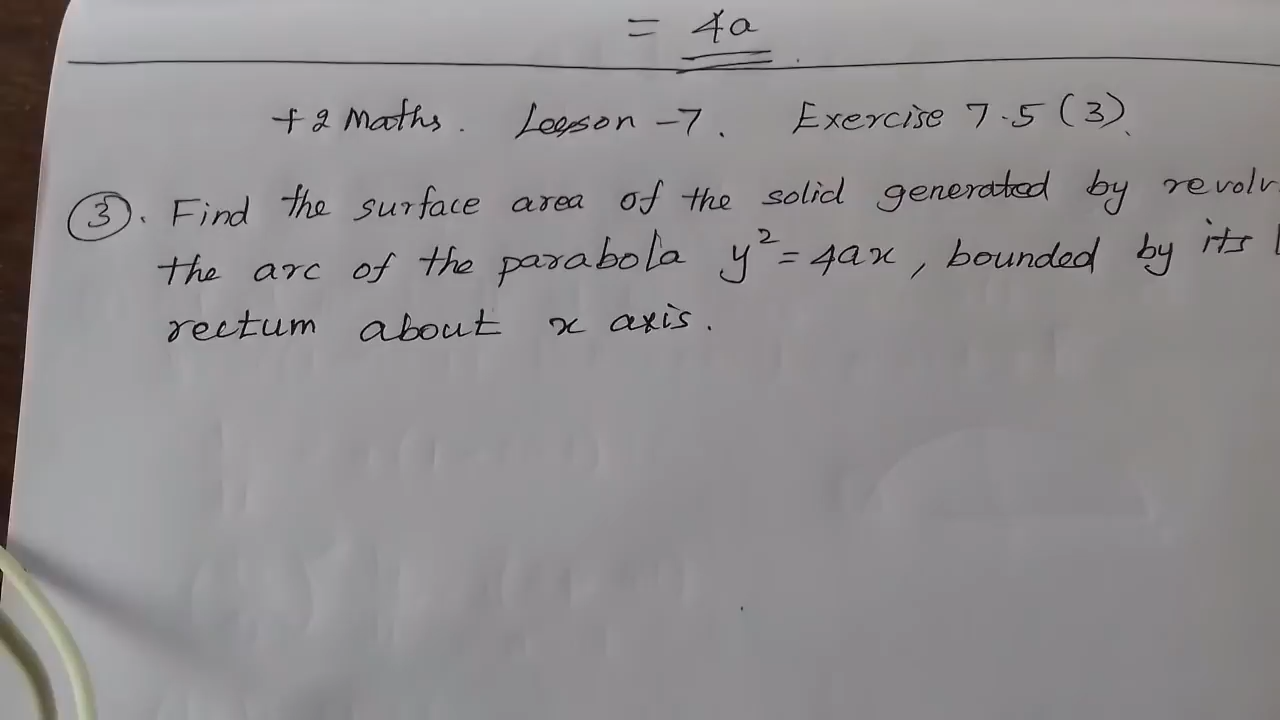 = 4a
+2 Maths. Lesson -7. Exercise 7.5 (3).
③. Find the surface area of the solid generated by revolv
the arc of the parabola y² = 4ax, bounded by its
rectum about x axis.